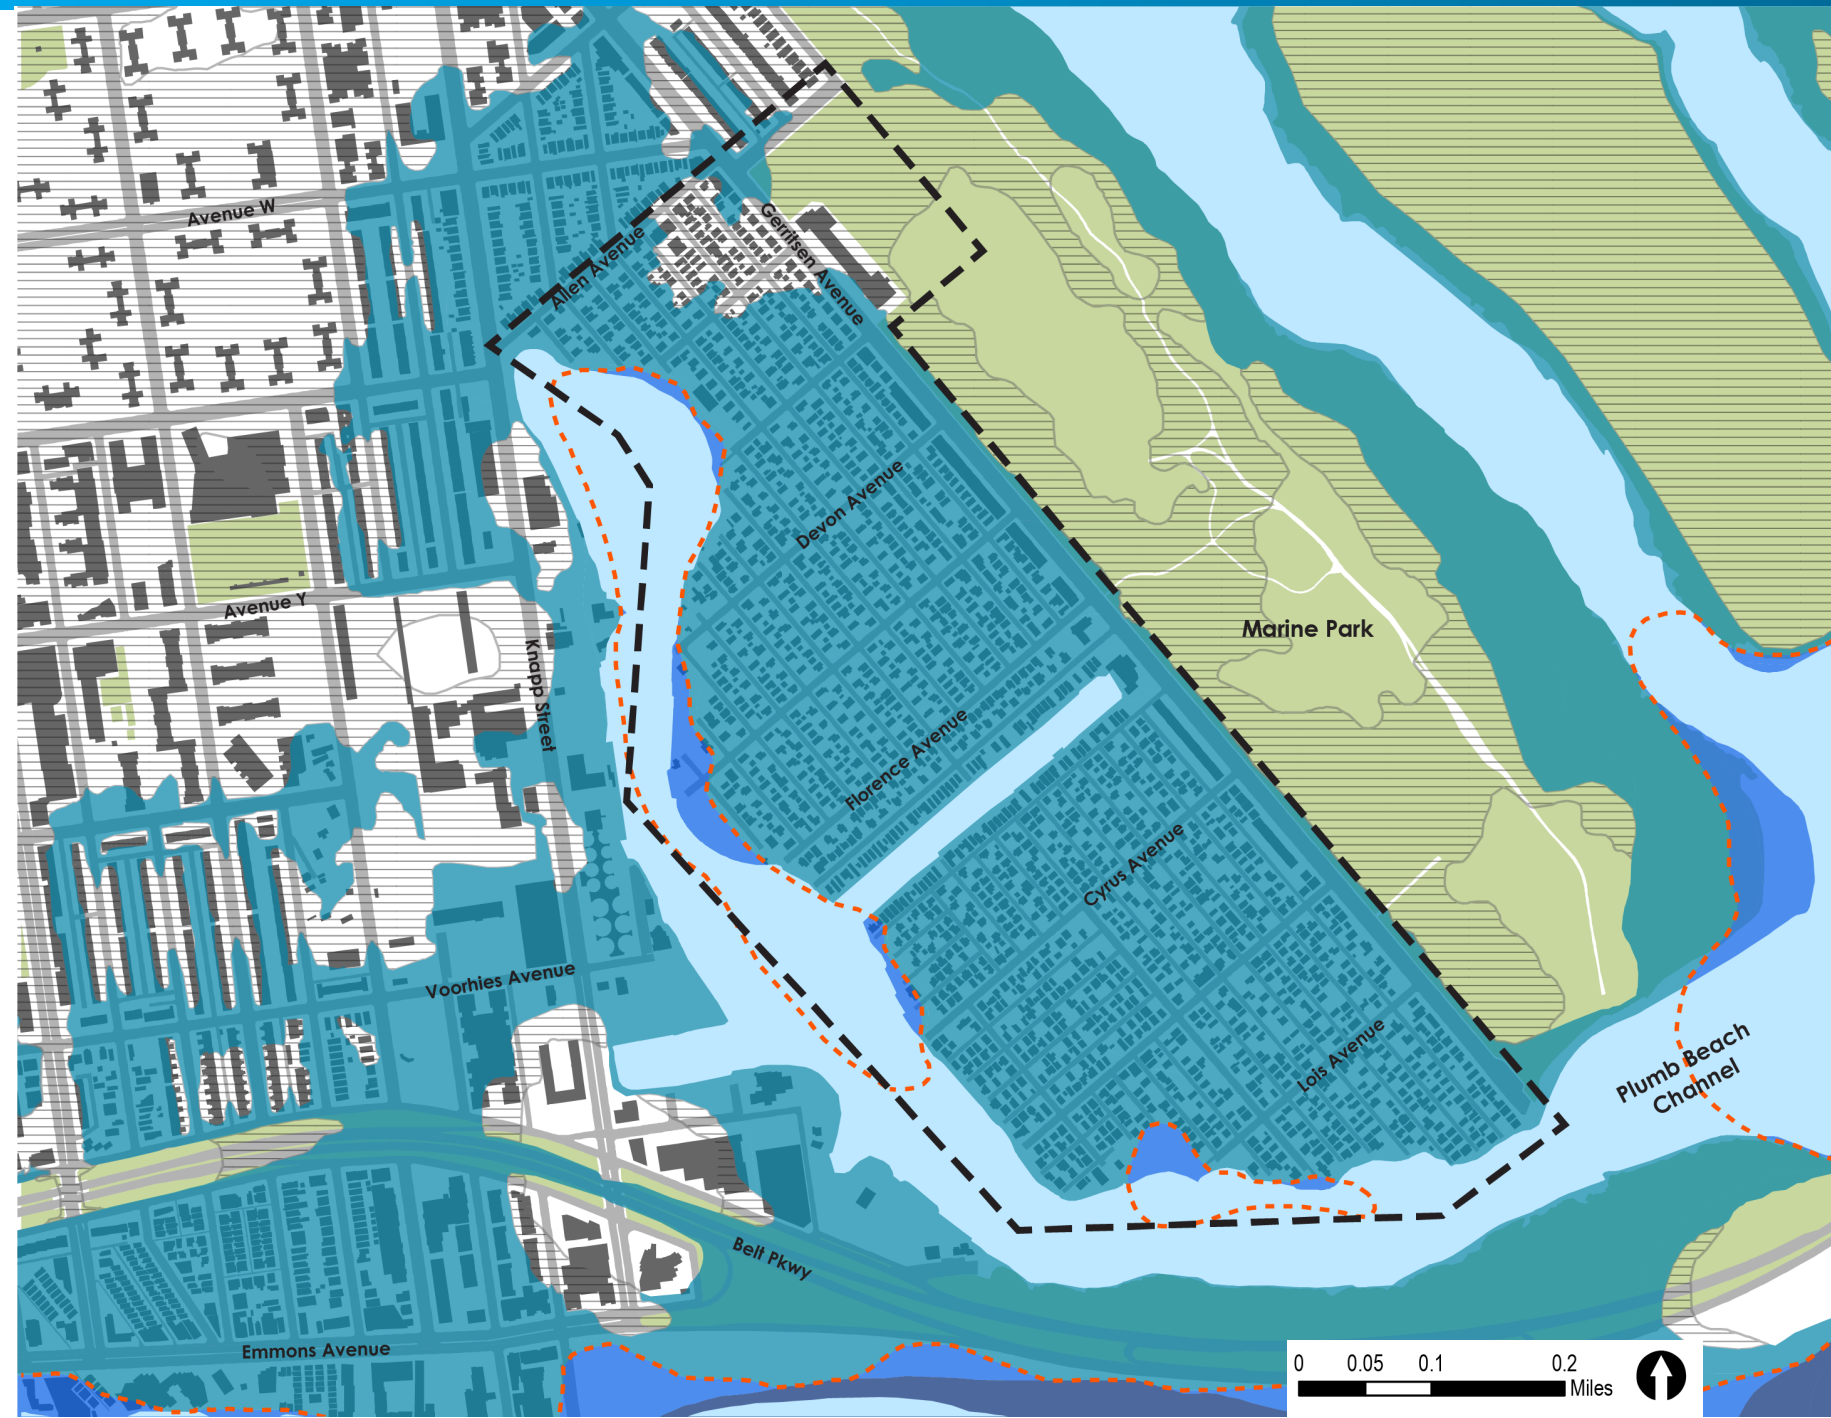 Avenue W
Allen Avenue
Gerritsen Avenue
Devon Avenue
Avenue Y
Marine Park
Knapp Street
Florence Avenue
Cyrus Avenue
Voorhies Avenue
Lois Avenue
Plumb Beach
Channel
Belt Pkwy
Emmons Avenue
0 0.05 0.1 0.2
Miles